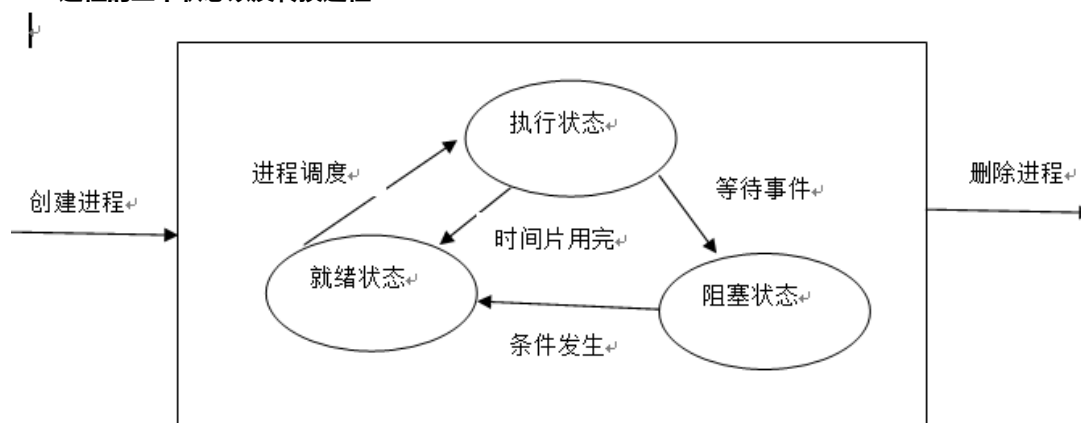 执行状态
进程调度
等待事件
删除进程
创建进程
时间片用完
就绪状态
阻塞状态
条件发生